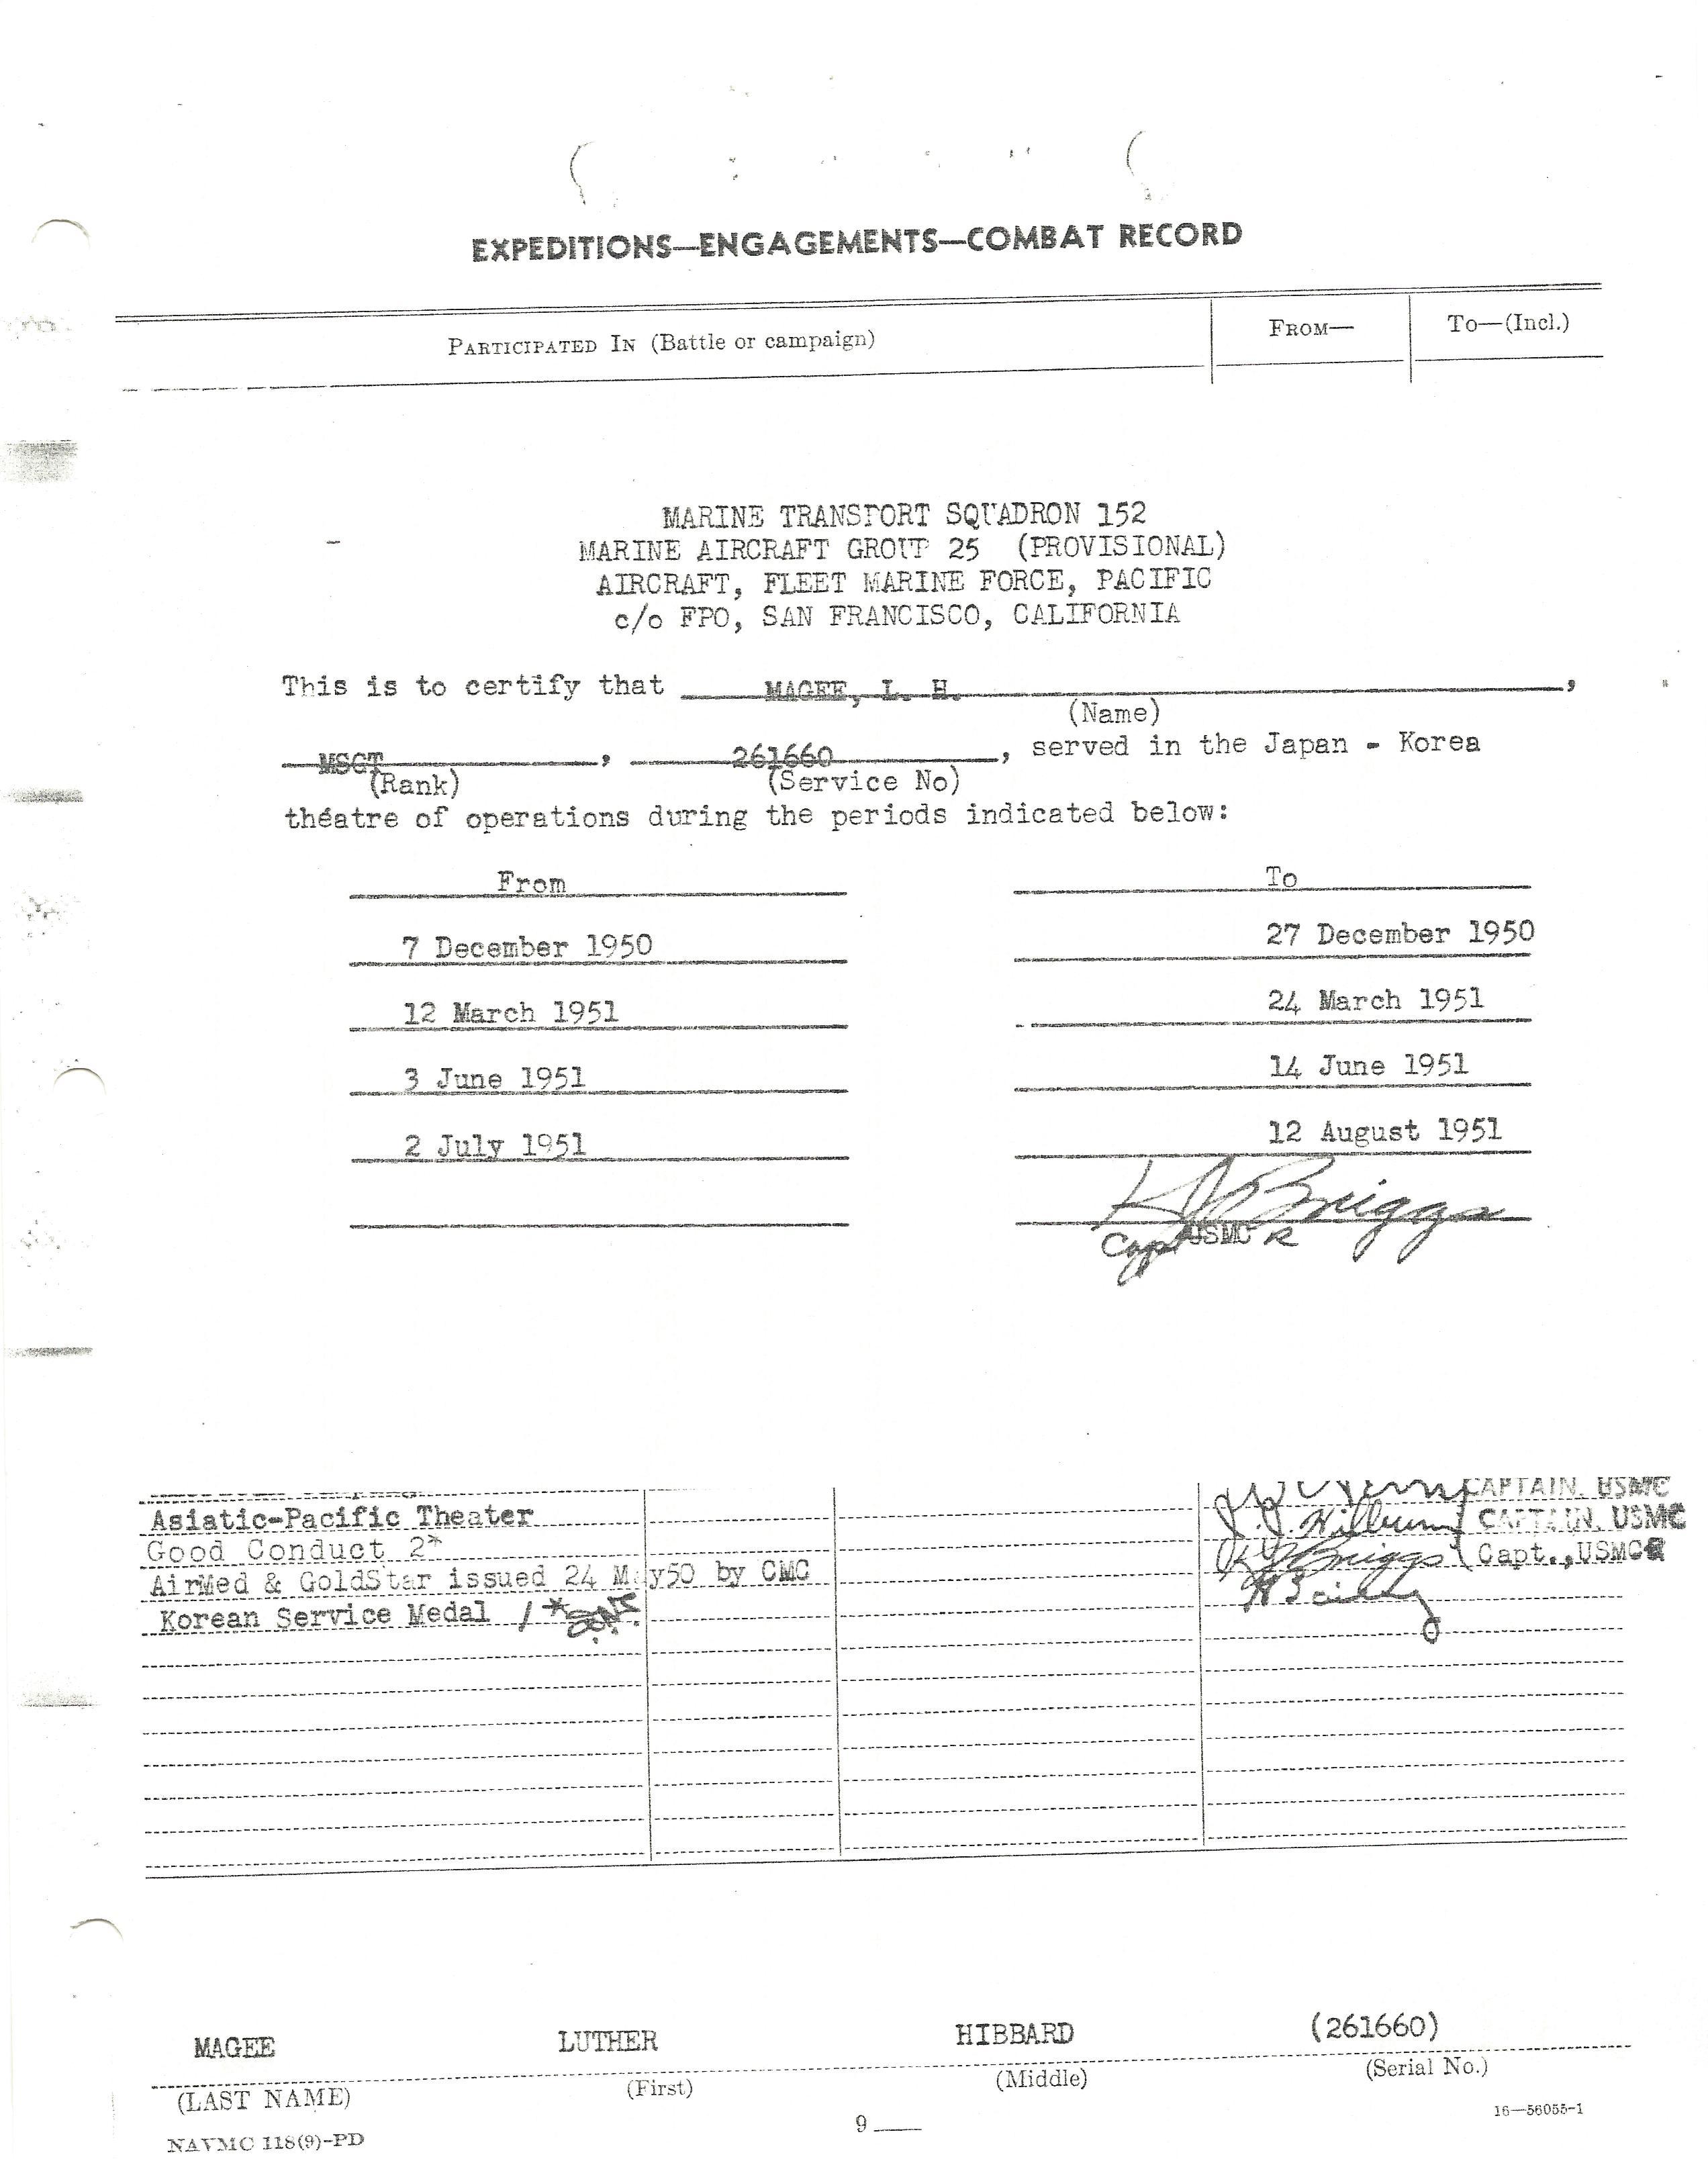 EXPEDITIONS—ENGAGEMENTS—COMBAT RECORD
PARTICIPATED IN (Battle or campaign) FROM— TO—(Incl.)
MARINE TRANSPORT SQUADRON 152
MARINE AIRCRAFT GROUP 25 (PROVISIONAL)
AIRCRAFT, FLEET MARINE FORCE, PACIFIC
c/o FPO, SAN FRANCISCO, CALIFORNIA
This is to certify that MAGEE, L. H.,
(Name)
MSGT, 261660, served in the Japan - Korea
(Rank) (Service No)
théatre of operations during the periods indicated below:
From To
7 December 1950 27 December 1950
12 March 1951 24 March 1951
3 June 1951 14 June 1951
2 July 1951 12 August 1951
K J Briggs
Capt USMC R
CAPTAIN, USMC
Asiatic-Pacific Theater J. J. Wilburn CAPTAIN, USMC
Good Conduct 2* K J Briggs Capt., USMCR
AirMed & GoldStar issued 24 May50 by CMC
Korean Service Medal 1*
MAGEE LUTHER HIBBARD (261660)
(LAST NAME) (First) (Middle) (Serial No.)
NAVMC 118(9)-PD 9 16—56055-1